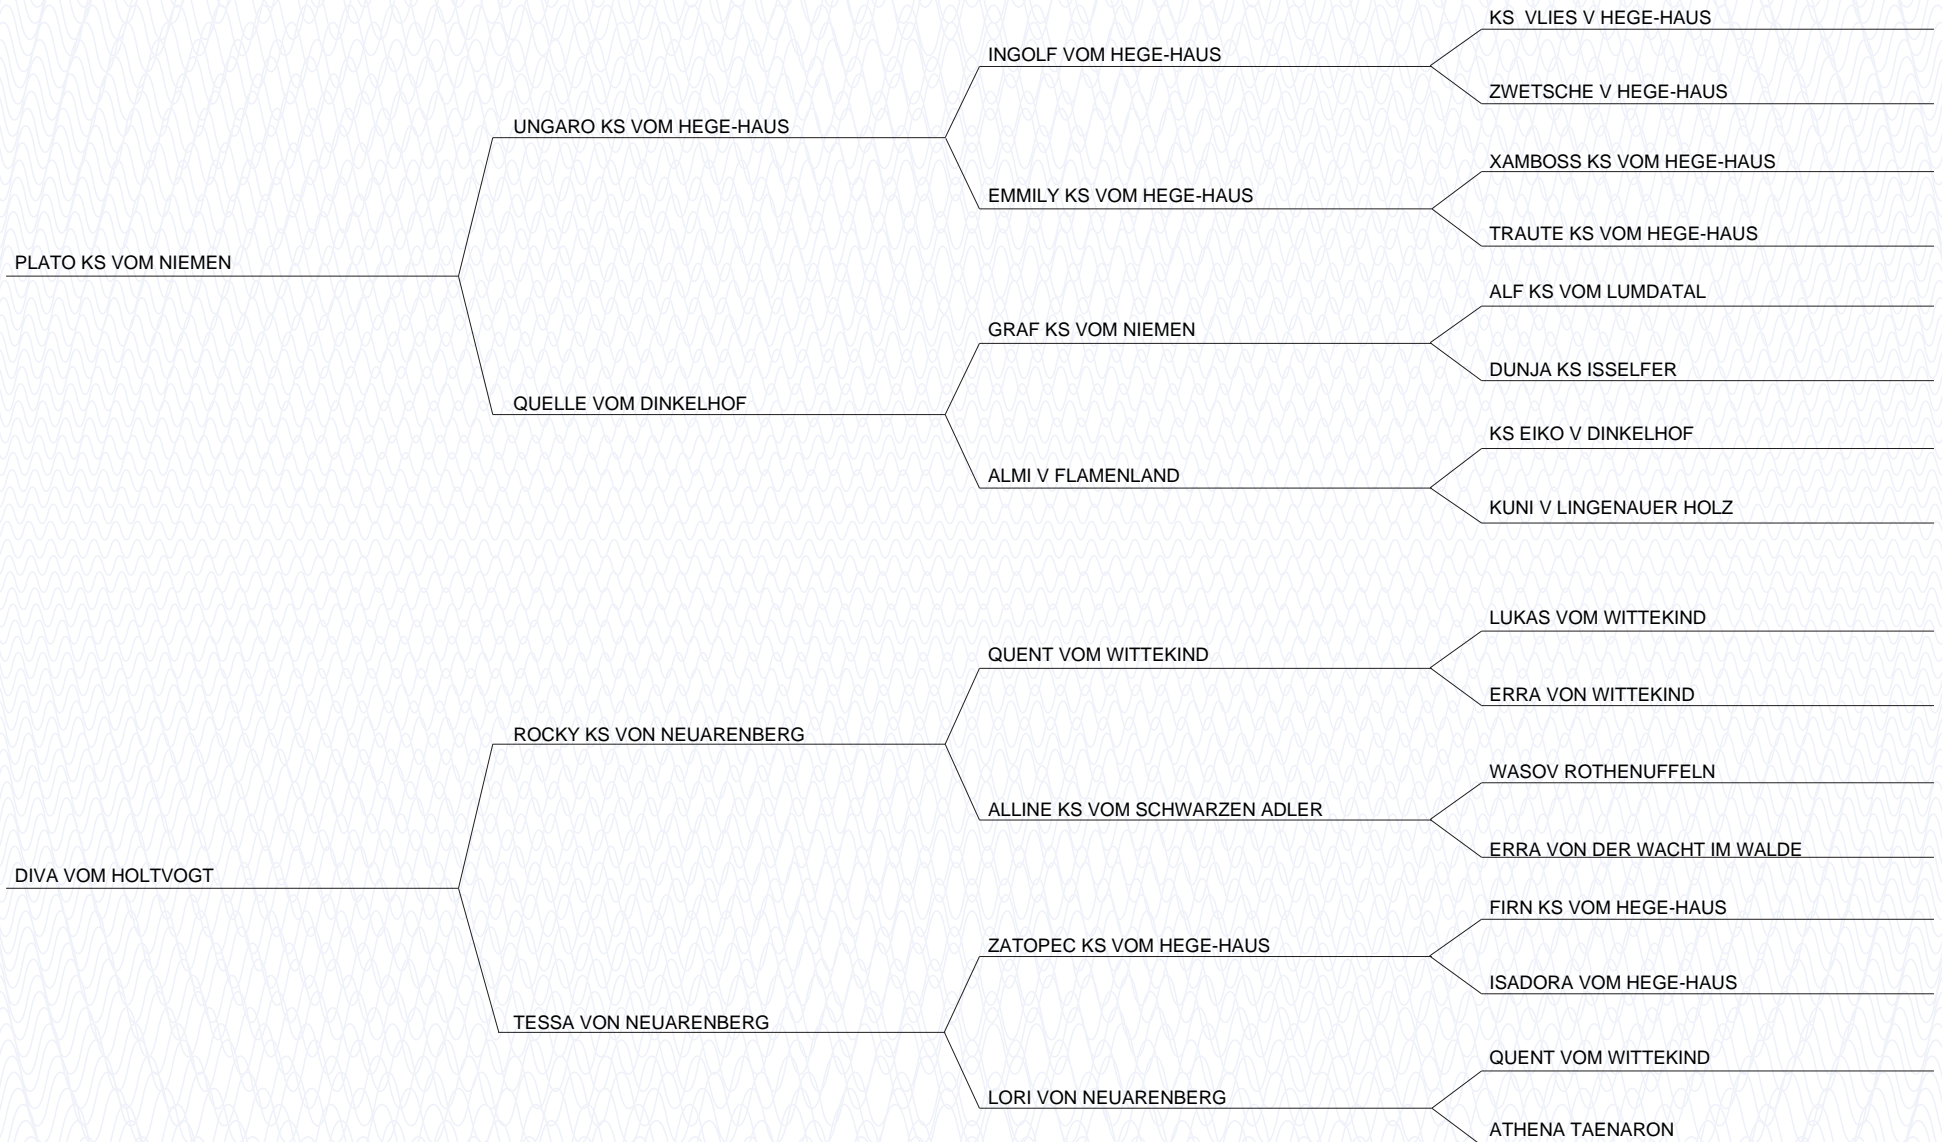 KS VLIES V HEGE-HAUS
INGOLF VOM HEGE-HAUS
ZWETSCHE V HEGE-HAUS
UNGARO KS VOM HEGE-HAUS
XAMBOSS KS VOM HEGE-HAUS
EMMILY KS VOM HEGE-HAUS
TRAUTE KS VOM HEGE-HAUS
PLATO KS VOM NIEMEN
ALF KS VOM LUMDATAL
GRAF KS VOM NIEMEN
DUNJA KS ISSELFER
QUELLE VOM DINKELHOF
KS EIKO V DINKELHOF
ALMI V FLAMENLAND
KUNI V LINGENAUER HOLZ
LUKAS VOM WITTEKIND
QUENT VOM WITTEKIND
ERRA VON WITTEKIND
ROCKY KS VON NEUARENBERG
WASOV ROTHENUFFELN
ALLINE KS VOM SCHWARZEN ADLER
ERRA VON DER WACHT IM WALDE
DIVA VOM HOLTVOGT
FIRN KS VOM HEGE-HAUS
ZATOPEC KS VOM HEGE-HAUS
ISADORA VOM HEGE-HAUS
TESSA VON NEUARENBERG
QUENT VOM WITTEKIND
LORI VON NEUARENBERG
ATHENA TAENARON